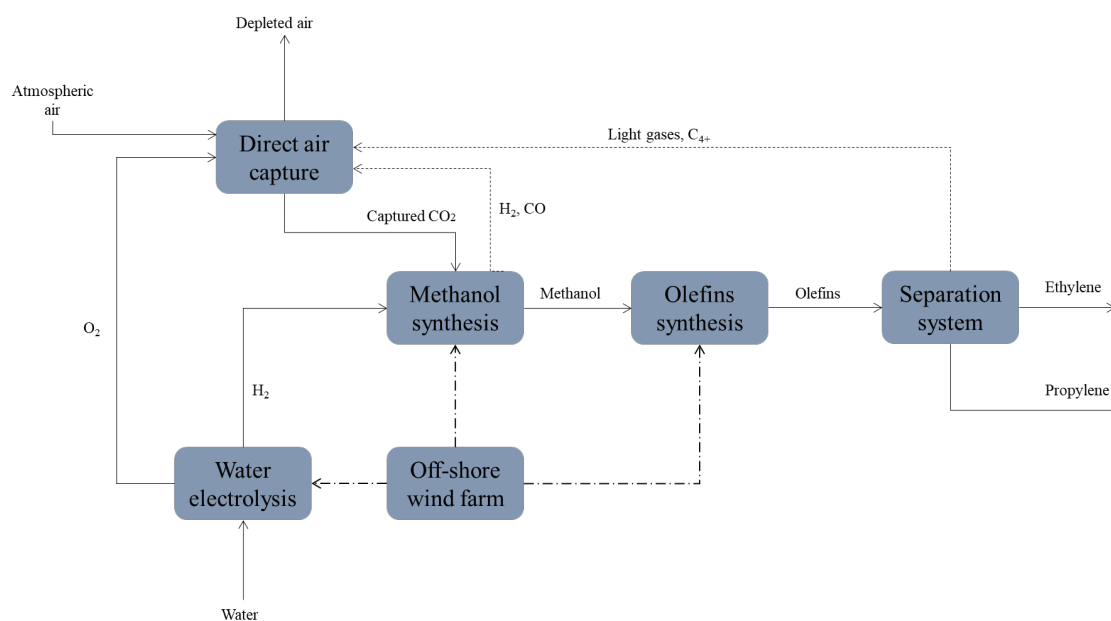 Depleted air
Atmospheric
air
Direct air
capture
Light gases, C₄₊
H₂, CO
Captured CO₂
Methanol
synthesis
Methanol
Olefins
synthesis
Olefins
Separation
system
Ethylene
O₂
H₂
Propylene
Water
electrolysis
Off-shore
wind farm
Water